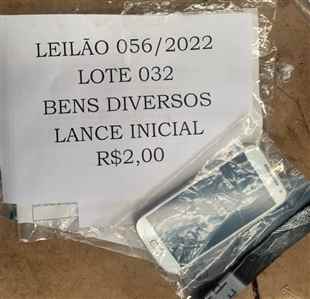 LEILÃO 056/2022
LOTE 032
BENS DIVERSOS
LANCE INICIAL
R$2,00